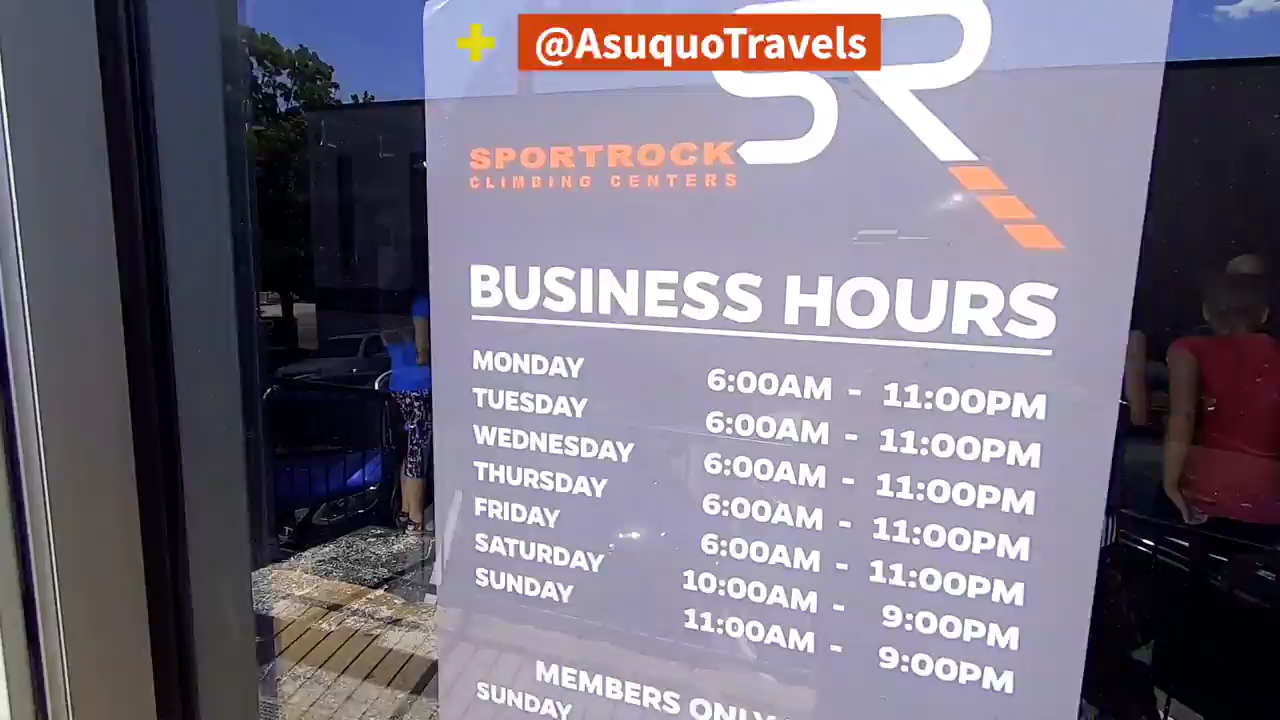 + @AsuquoTravels
SR
SPORTROCK
CLIMBING CENTERS
BUSINESS HOURS
MONDAY 6:00AM - 11:00PM
TUESDAY 6:00AM - 11:00PM
WEDNESDAY 6:00AM - 11:00PM
THURSDAY 6:00AM - 11:00PM
FRIDAY 6:00AM - 11:00PM
SATURDAY 10:00AM - 9:00PM
SUNDAY 11:00AM - 9:00PM
MEMBERS ONLY
SUNDAY